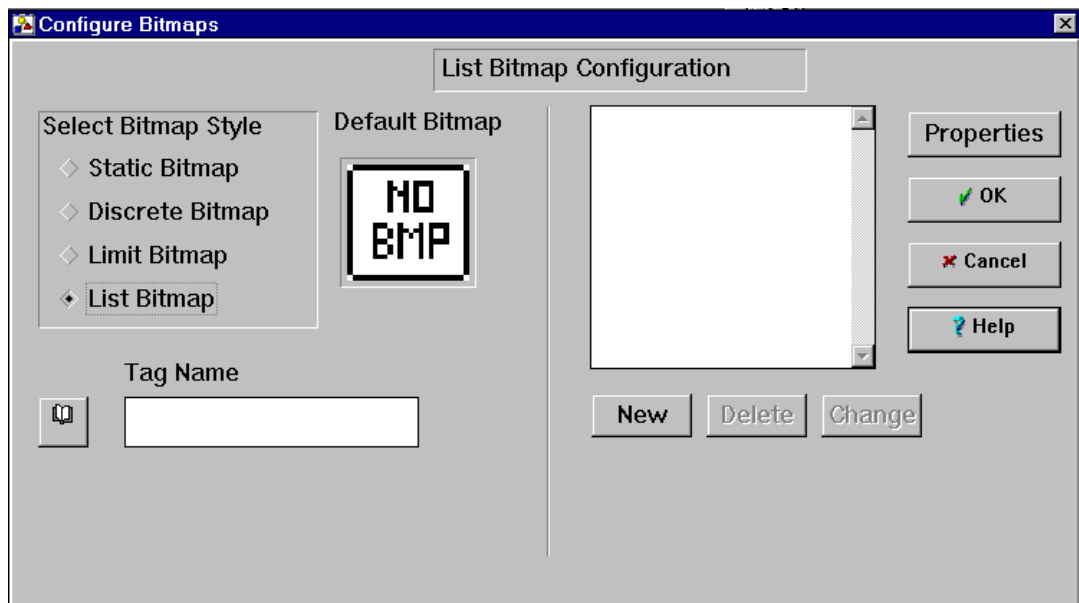 Configure Bitmaps
List Bitmap Configuration
Select Bitmap Style
Static Bitmap
Discrete Bitmap
Limit Bitmap
List Bitmap
Default Bitmap
NO
BMP
Tag Name
Properties
OK
Cancel
Help
New
Delete
Change